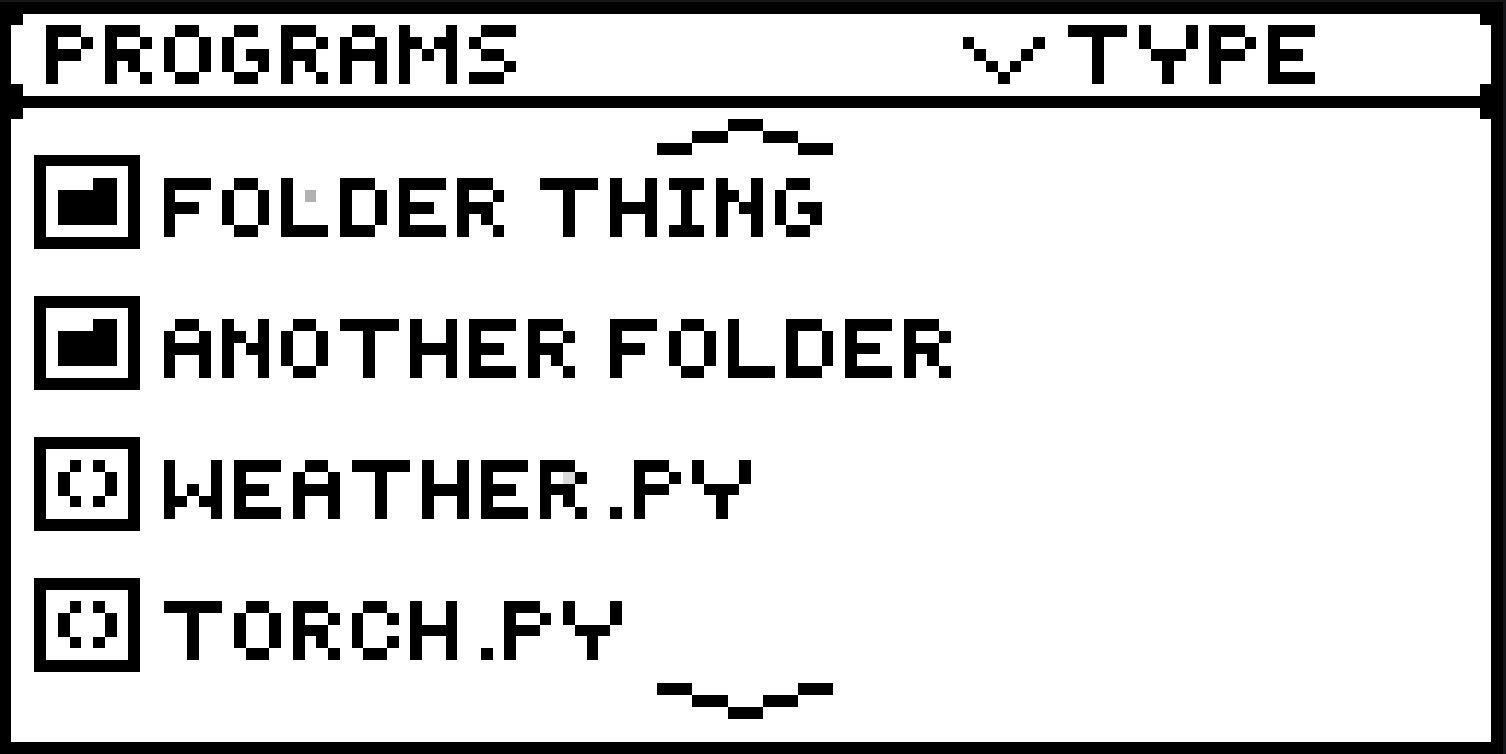 PROGRAMS TYPE
FOLDER THING
ANOTHER FOLDER
WEATHER.PY
TORCH.PY